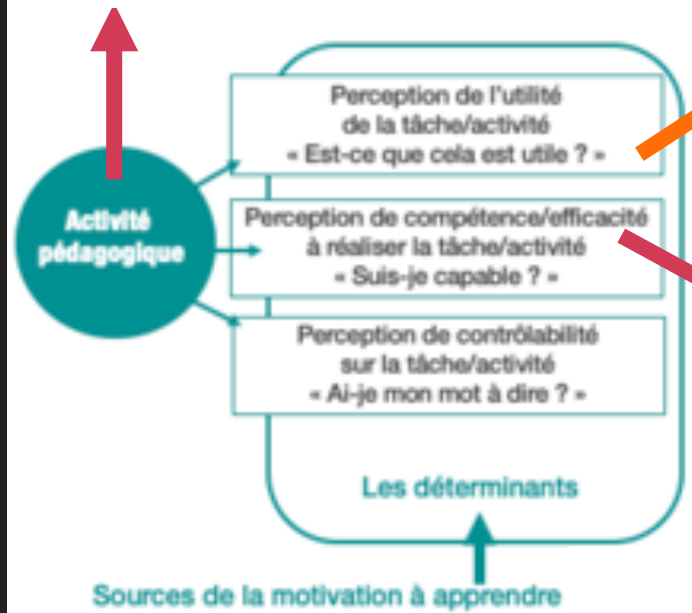 Perception de l'utilité
de la tâche/activité
« Est-ce que cela est utile ? »
Activité
pédagogique
Perception de compétence/efficacité
à réaliser la tâche/activité
« Suis-je capable ? »
Perception de contrôlabilité
sur la tâche/activité
« Ai-je mon mot à dire ? »
Les déterminants
Sources de la motivation à apprendre